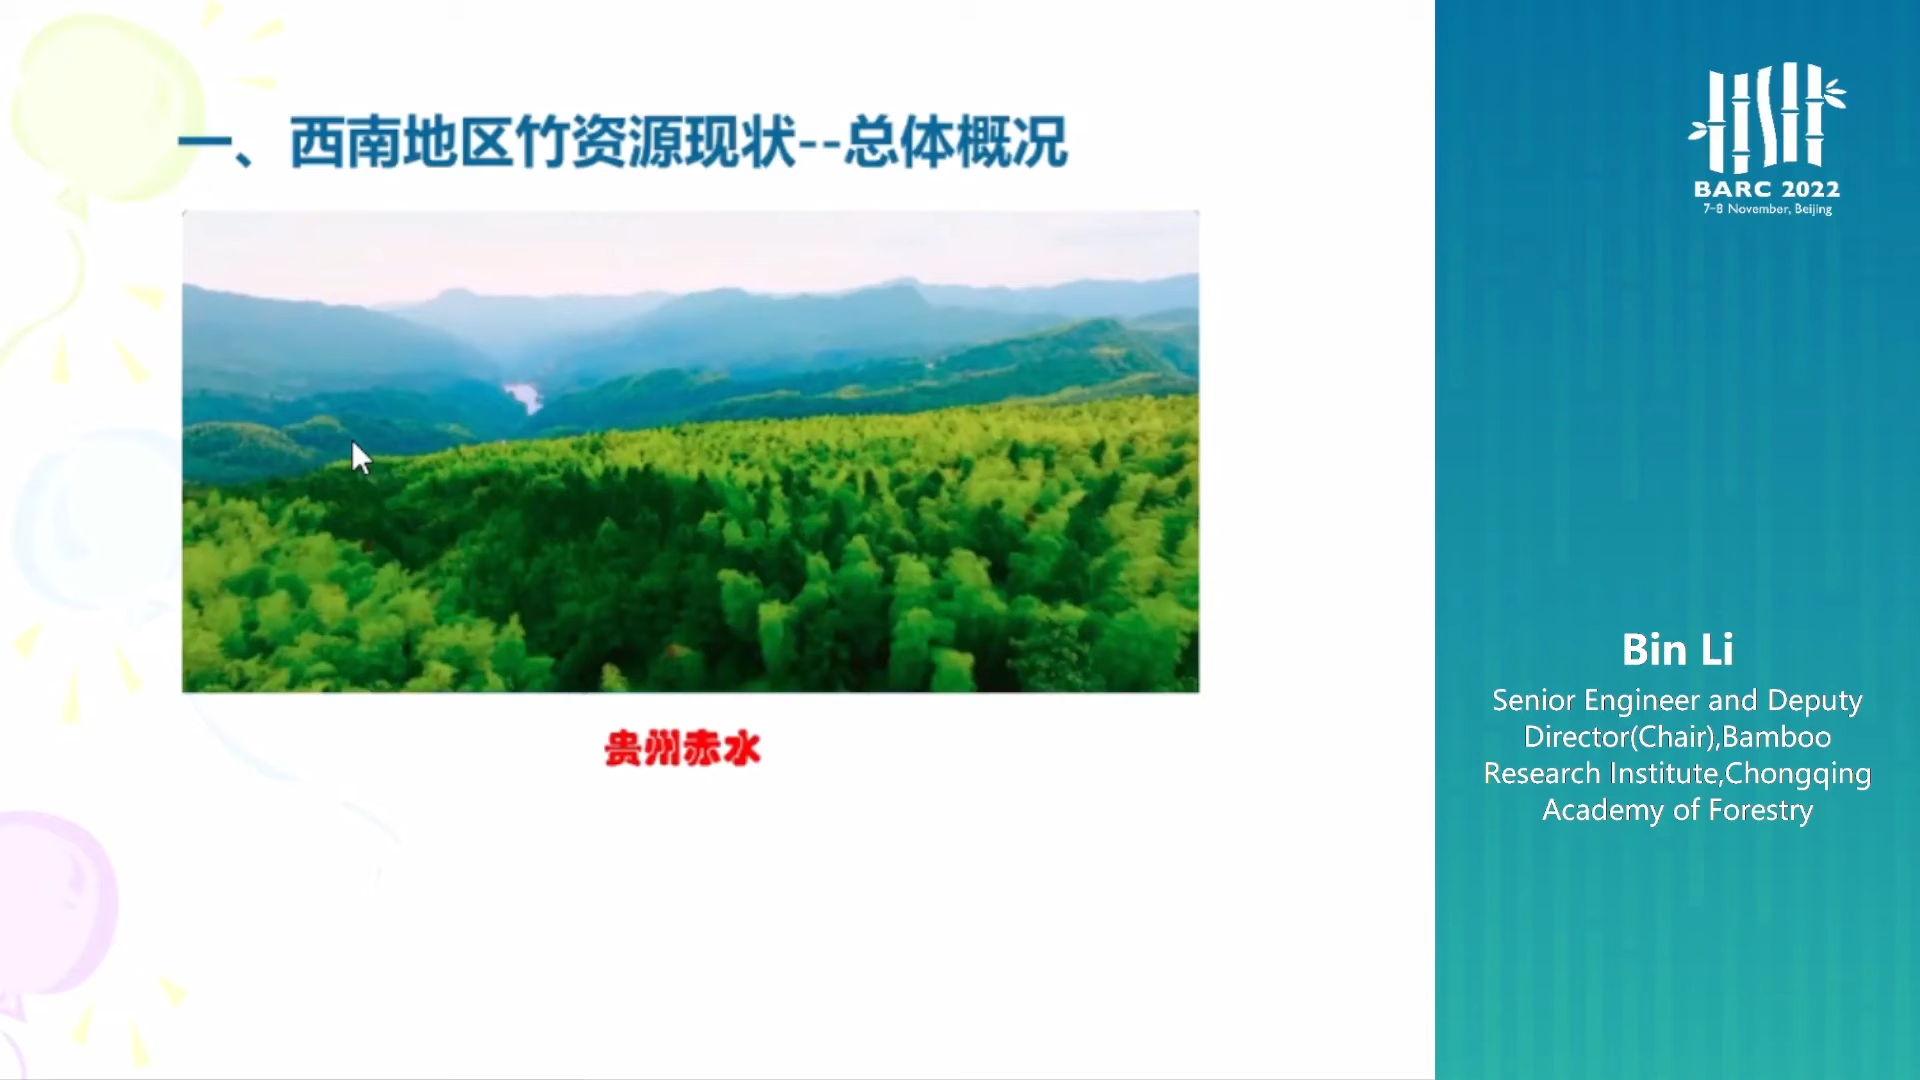 一、西南地区竹资源现状--总体概况
贵州赤水
BARC 2022
7-8 November, Beijing
Bin Li
Senior Engineer and Deputy
Director(Chair),Bamboo
Research Institute,Chongqing
Academy of Forestry